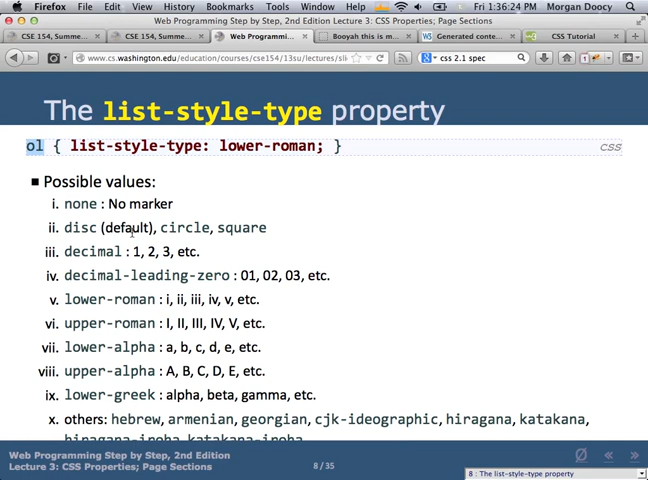 Firefox File Edit View History Bookmarks Tools Window Help Fri 1:36:24 PM Morgan Doocy
Web Programming Step by Step, 2nd Edition Lecture 3: CSS Properties; Page Sections
CSE 154, Summe... CSE 154, Summe... Web Programmin... Booyah this is m... Generated conte... CSS Tutorial
www.cs.washington.edu/education/courses/cse154/13su/lectures/sli css 2.1 spec
The list-style-type property
ol { list-style-type: lower-roman; } CSS
■ Possible values:
i. none : No marker
ii. disc (default), circle, square
iii. decimal : 1, 2, 3, etc.
iv. decimal-leading-zero : 01, 02, 03, etc.
v. lower-roman : i, ii, iii, iv, v, etc.
vi. upper-roman : I, II, III, IV, V, etc.
vii. lower-alpha : a, b, c, d, e, etc.
viii. upper-alpha : A, B, C, D, E, etc.
ix. lower-greek : alpha, beta, gamma, etc.
x. others: hebrew, armenian, georgian, cjk-ideographic, hiragana, katakana,
hiragana-iroha, katakana-iroha
Web Programming Step by Step, 2nd Edition
Lecture 3: CSS Properties; Page Sections
8 / 35
Ø « »
8 : The list-style-type property